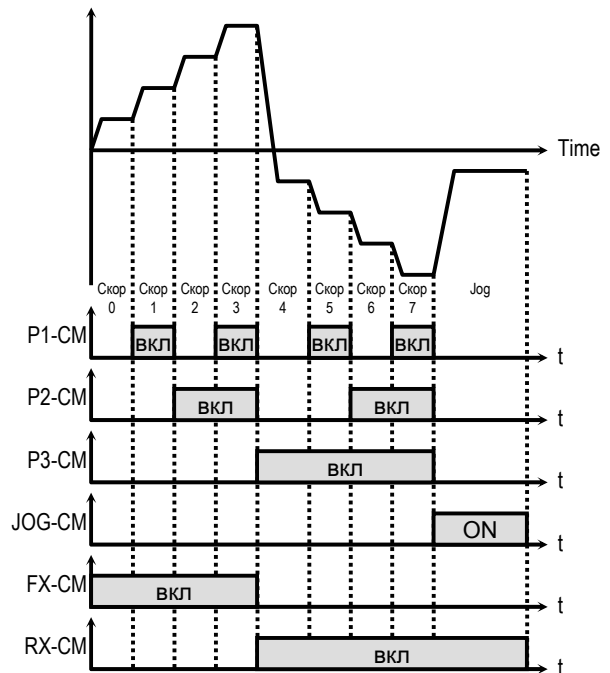 Time
Скор Скор Скор Скор Скор Скор Скор Скор Jog
0 1 2 3 4 5 6 7
P1-CM ВКЛ ВКЛ ВКЛ ВКЛ t
P2-CM ВКЛ ВКЛ t
P3-CM ВКЛ t
JOG-CM ON t
FX-CM ВКЛ t
RX-CM ВКЛ t